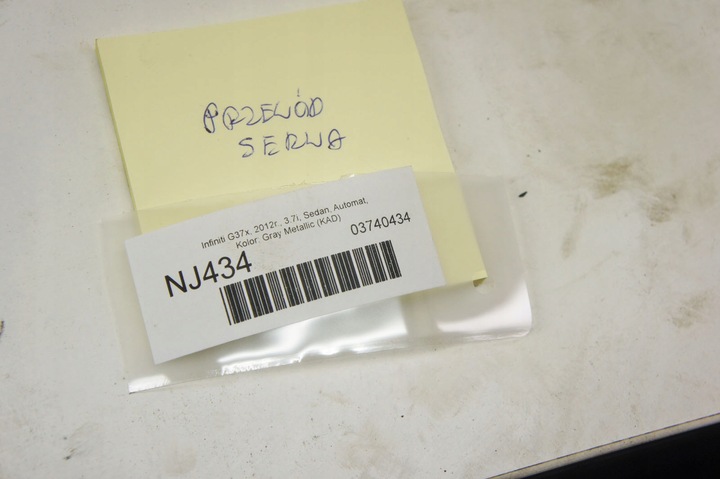 PRZEWÓD
SERWA
Infiniti G37x, 2012r., 3.7i, Sedan, Automat,
Kolor: Gray Metallic (KAD)
03740434
NJ434